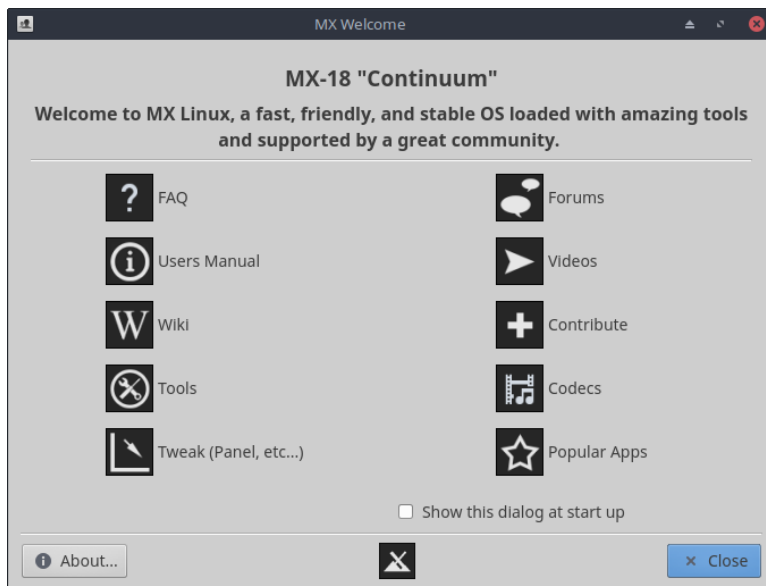 MX Welcome
MX-18 "Continuum"
Welcome to MX Linux, a fast, friendly, and stable OS loaded with amazing tools
and supported by a great community.
FAQ
Forums
Users Manual
Videos
Wiki
Contribute
Tools
Codecs
Tweak (Panel, etc...)
Popular Apps
Show this dialog at start up
About...
Close